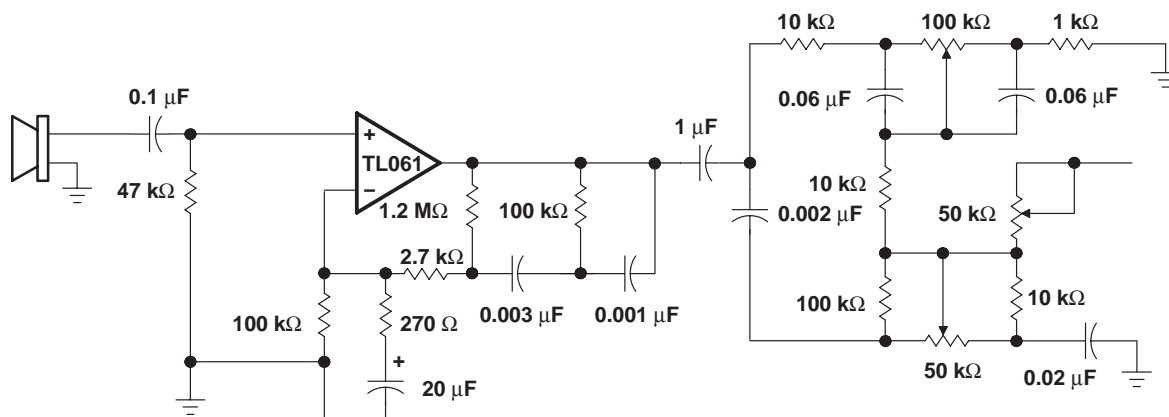 10 kΩ
100 kΩ
1 kΩ
0.06 µF
0.06 µF
0.1 µF
1 µF
+
TL061
−
47 kΩ
1.2 MΩ
100 kΩ
10 kΩ
0.002 µF
50 kΩ
2.7 kΩ
0.003 µF
0.001 µF
100 kΩ
270 Ω
100 kΩ
10 kΩ
+
20 µF
50 kΩ
0.02 µF